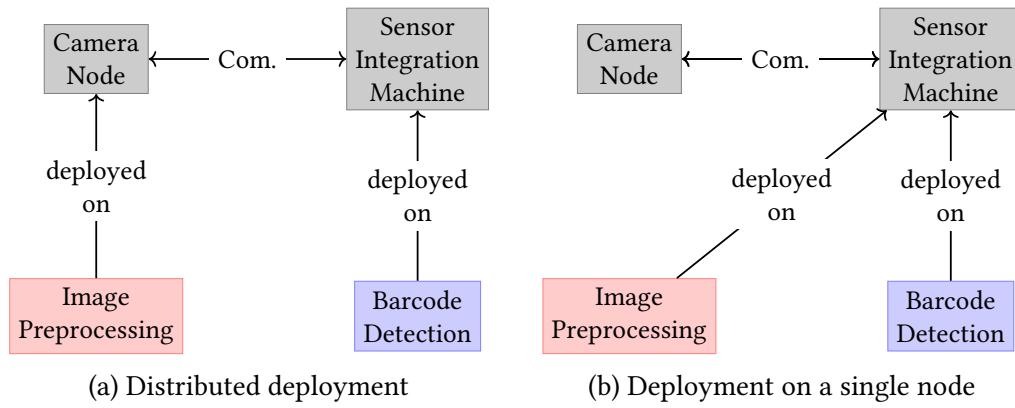 Camera
Node
Com.
Sensor
Integration
Machine
deployed
on
deployed
on
Image
Preprocessing
Barcode
Detection
(a) Distributed deployment
Camera
Node
Com.
Sensor
Integration
Machine
deployed
on
deployed
on
Image
Preprocessing
Barcode
Detection
(b) Deployment on a single node